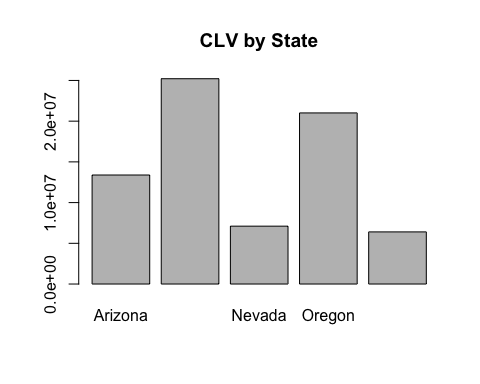 CLV by State
2.0e+07
1.0e+07
0.0e+00
Arizona
Nevada
Oregon